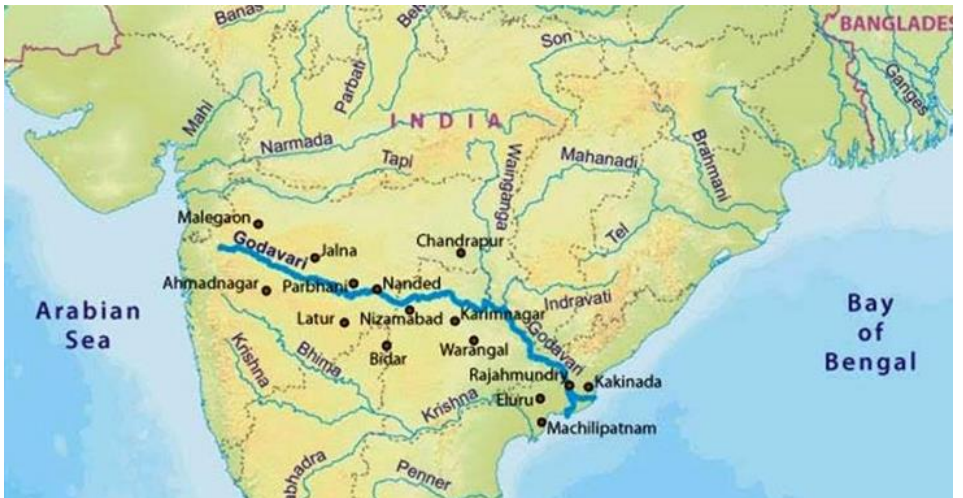 Banas
Parbati
Betw
Son
BANGLADES
Ganges
Mahi
INDIA
Narmada
Tapi
Wainganga
Mahanadi
Brahmani
Tel
Malegaon
Godavari
Jalna
Chandrapur
Ahmadnagar
Parbhani
Nanded
Indravati
Arabian
Sea
Bay
of
Bengal
Latur
Nizamabad
Karimnagar
Godavari
Krishna
Bhima
Bidar
Warangal
Rajahmundry
Kakinada
Krishna
Eluru
Machilipatnam
abhadra
Penner